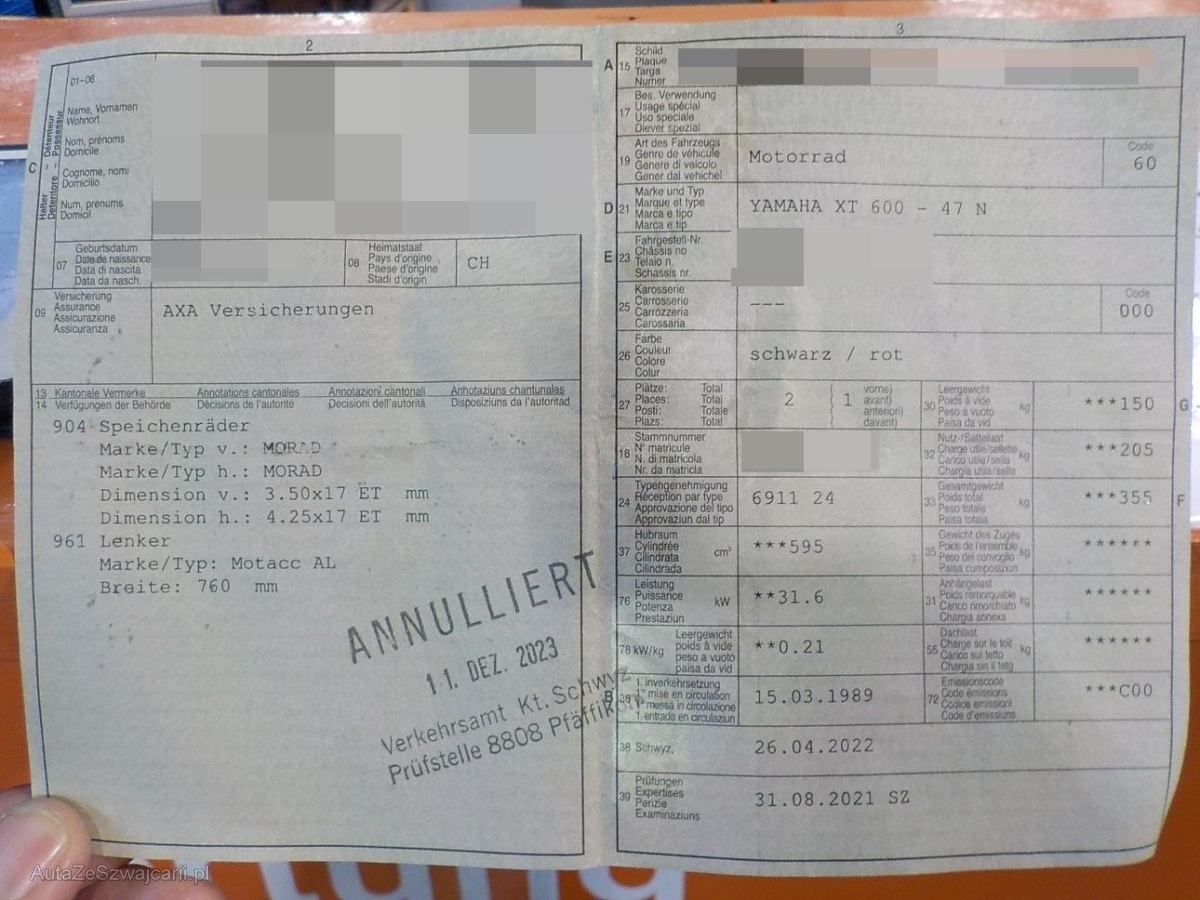 2
C
Halter - Détenteur
Detentore - Possessur
01-06
Name, Vornamen
Wohnort
Nom, prénoms
Domicile
Cognome, nomi
Domicilio
Num, prenums
Domicil
07
Geburtsdatum
Date de naissance
Data di nascita
Data da nasch.
08
Heimatstaat
Pays d'origine
Paese d'origine
Stadi d'origin
CH
09
Versicherung
Assurance
Assicurazione
Assicuranza
AXA Versicherungen
13 Kantonale Vermerke Annotations cantonales Annotazioni cantonali Annotaziuns chantunalas
14 Verfügungen der Behörde Décisions de l'autorité Decisioni dell'autorità Disposiziuns da l'autoritad
904 Speichenräder
Marke/Typ v.: MORAD
Marke/Typ h.: MORAD
Dimension v.: 3.50x17 ET mm
Dimension h.: 4.25x17 ET mm
961 Lenker
Marke/Typ: Motacc AL
Breite: 760 mm
ANNULLIERT
11. DEZ. 2023
Verkehrsamt Kt. Schwyz
Prüfstelle 8808 Pfäffikon
3
A 15
Schild
Plaque
Targa
Numer
17
Bes. Verwendung
Usage spécial
Uso speciale
Diever spezial
19
Art des Fahrzeugs
Genre de véhicule
Genere di veicolo
Gener dal vehichel
Motorrad
Code
60
D 21
Marke und Typ
Marque et type
Marca e tipo
Marca e tip
YAMAHA XT 600 - 47 N
E 23
Fahrgestell-Nr.
Châssis no
Telaio n.
Schassis nr.
25
Karosserie
Carrosserie
Carrozzeria
Carossaria
---
Code
000
26
Farbe
Couleur
Colore
Colur
schwarz / rot
27
Plätze: Total
Places: Total
Posti: Totale
Plazs: Total
2
1
vorne)
avant)
anteriori)
davant)
30
Leergewicht
Poids à vide
Peso a vuoto
Paisa da vid
kg
***150
G
18
Stammnummer
N° matricule
N. di matricola
Nr. da matricla
32
Nutz-/Sattellast
Charge utile/sellette
Carico utile/sella
Chargia utila/sella
kg
***205
24
Typengenehmigung
Réception par type
Approvazione del tipo
Approvaziun dal tip
6911 24
33
Gesamtgewicht
Poids total
Peso totale
Paisa totala
kg
***355
F
37
Hubraum
Cylindrée
Cilindrata
Cilindrada
cm³
***595
35
Gewicht des Zuges
Poids de l'ensemble
Peso del convoglio
Paisa cumposiziun
kg
******
76
Leistung
Puissance
Potenza
Prestaziun
kW
**31.6
31
Anhängelast
Poids remorquable
Carico rimorchiato
Chargia annexa
kg
******
78 kW/kg
Leergewicht
poids à vide
peso a vuoto
paisa da vid
**0.21
55
Dachlast
Charge sur le toit
Carico sul tetto
Chargia sin il tetg
kg
******
B 36
1. Inverkehrsetzung
1re mise en circulation
1a messa in circolazione
1. entrada en circulaziun
15.03.1989
72
Emissionscode
Code émissions
Codice emissioni
Code d'emissiuns
***C00
38 Schwyz,
26.04.2022
39
Prüfungen
Expertises
Perizie
Examinaziuns
31.08.2021 SZ
AutaZeSzwajcarii.pl